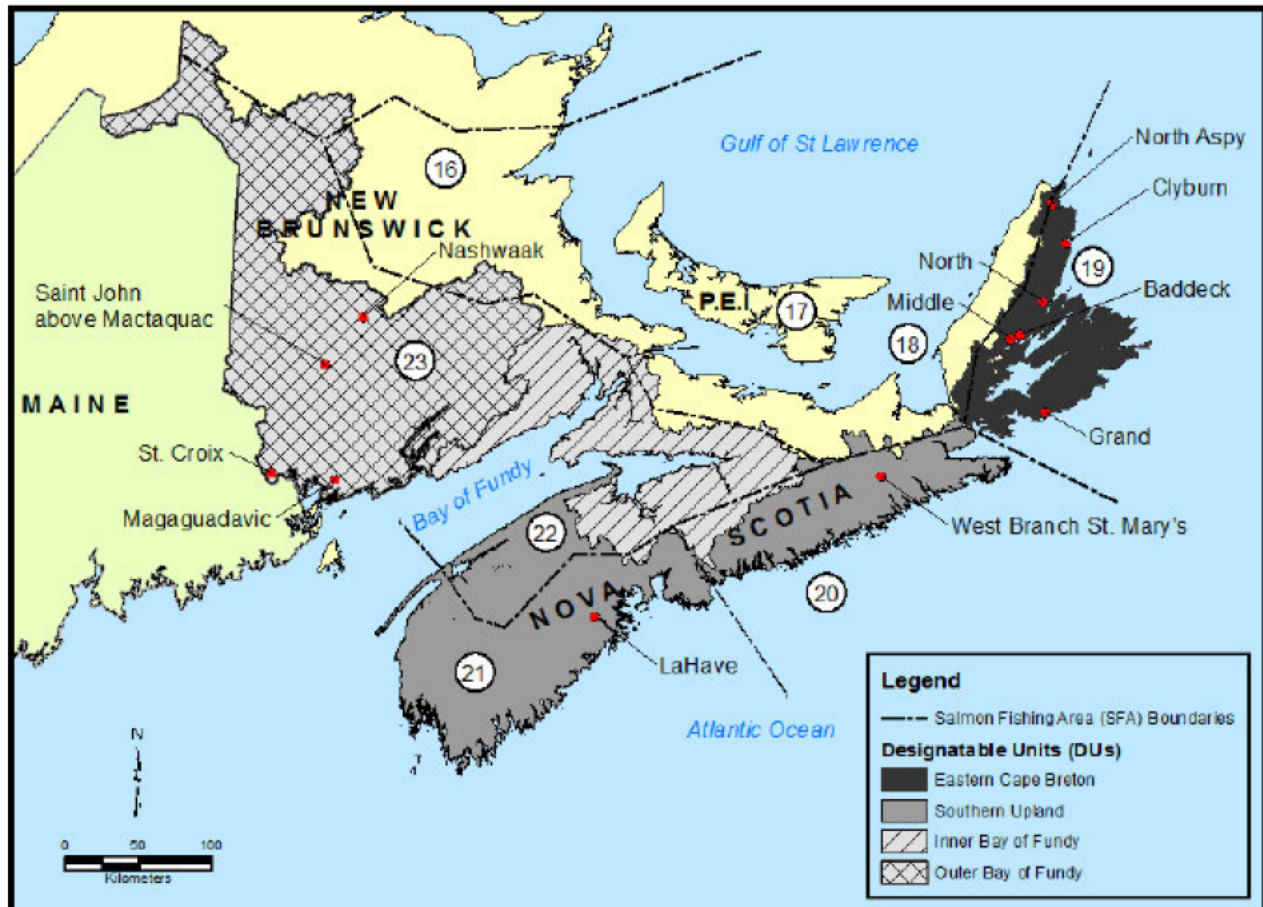 Gulf of St Lawrence
North Aspy
Clyburn
16
NEW
BRUNSWICK
Nashwaak
North
19
Baddeck
Middle
P.E.I
17
18
Saint John
above Mactaquac
23
MAINE
Grand
St. Croix
Bay of Fundy
Magaguadavic
SCOTIA
West Branch St. Mary's
22
NOVA
20
LaHave
21
Atlantic Ocean
N
0 50 100
Kilometers
Legend
Salmon Fishing Area (SFA) Boundaries
Designatable Units (DUs)
Eastern Cape Breton
Southern Upland
Inner Bay of Fundy
Outer Bay of Fundy